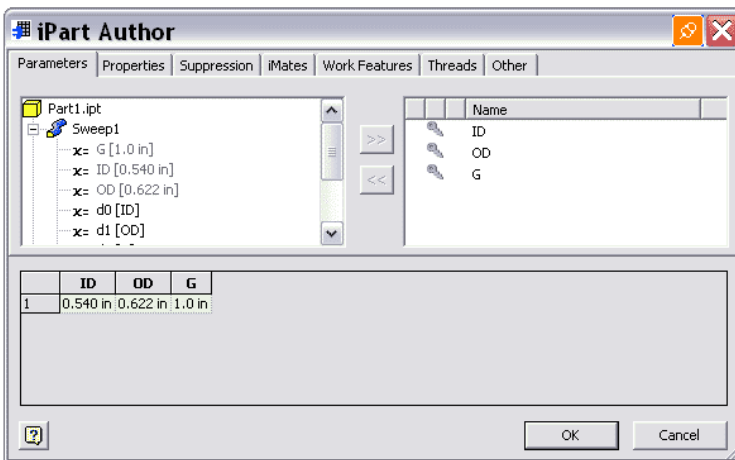 iPart Author
Parameters Properties Suppression iMates Work Features Threads Other
Part1.ipt
Sweep1
x= G [1.0 in]
x= ID [0.540 in]
x= OD [0.622 in]
x= d0 [ID]
x= d1 [OD]
>>
<<
Name
ID
OD
G
ID OD G
1 0.540 in 0.622 in 1.0 in
?
OK Cancel